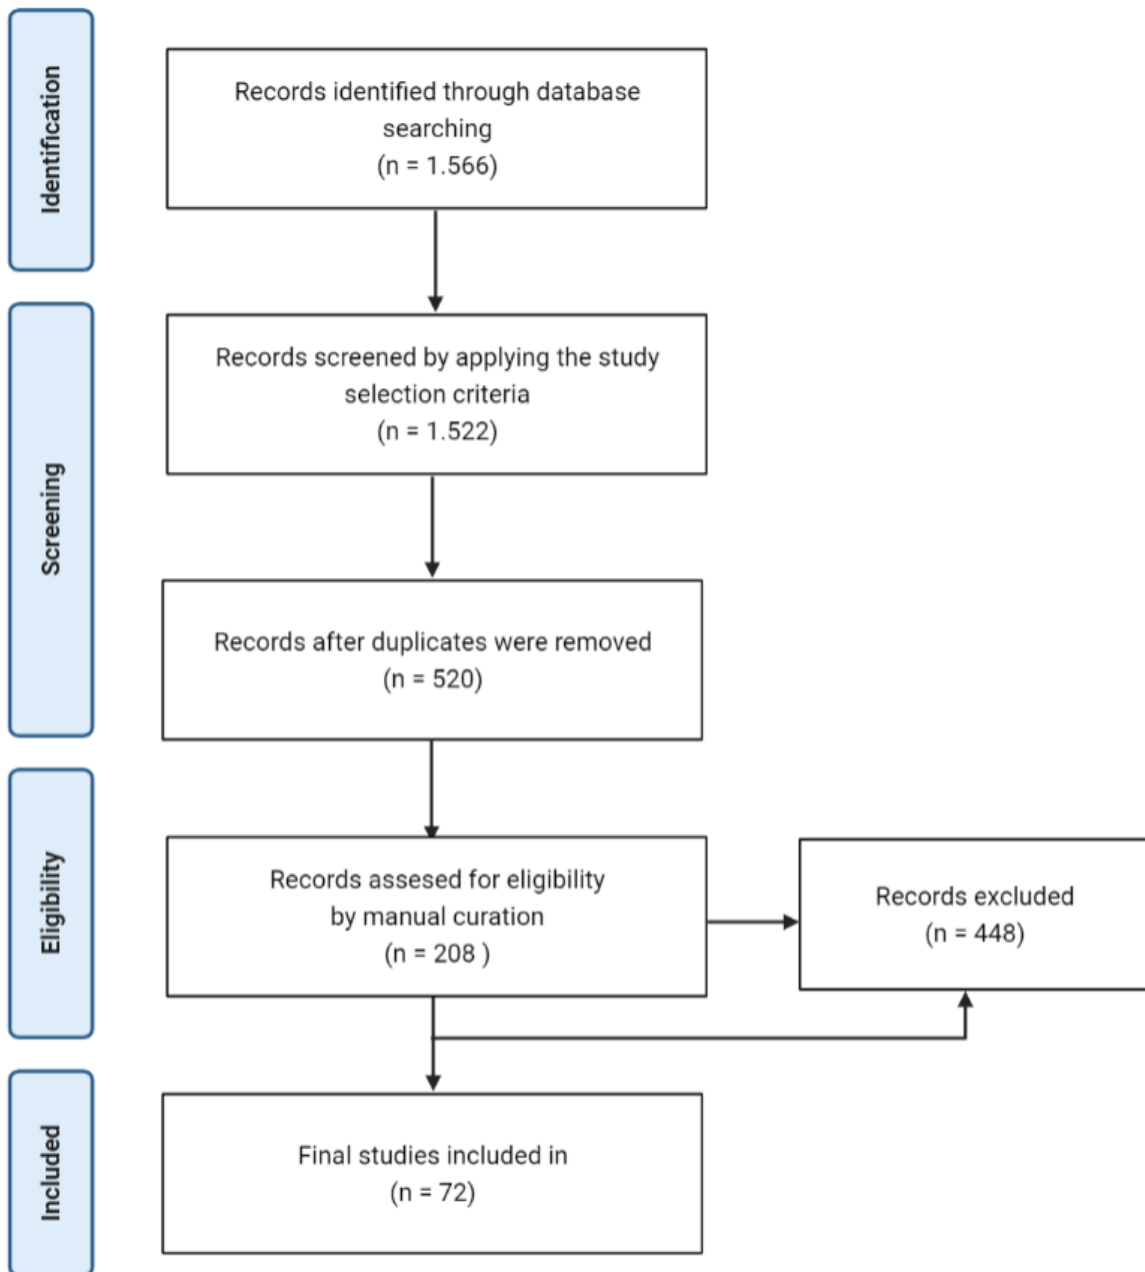 Identification
Records identified through database
searching
(n = 1.566)
Screening
Records screened by applying the study
selection criteria
(n = 1.522)
Records after duplicates were removed
(n = 520)
Eligibility
Records assesed for eligibility
by manual curation
(n = 208 )
Records excluded
(n = 448)
Included
Final studies included in
(n = 72)